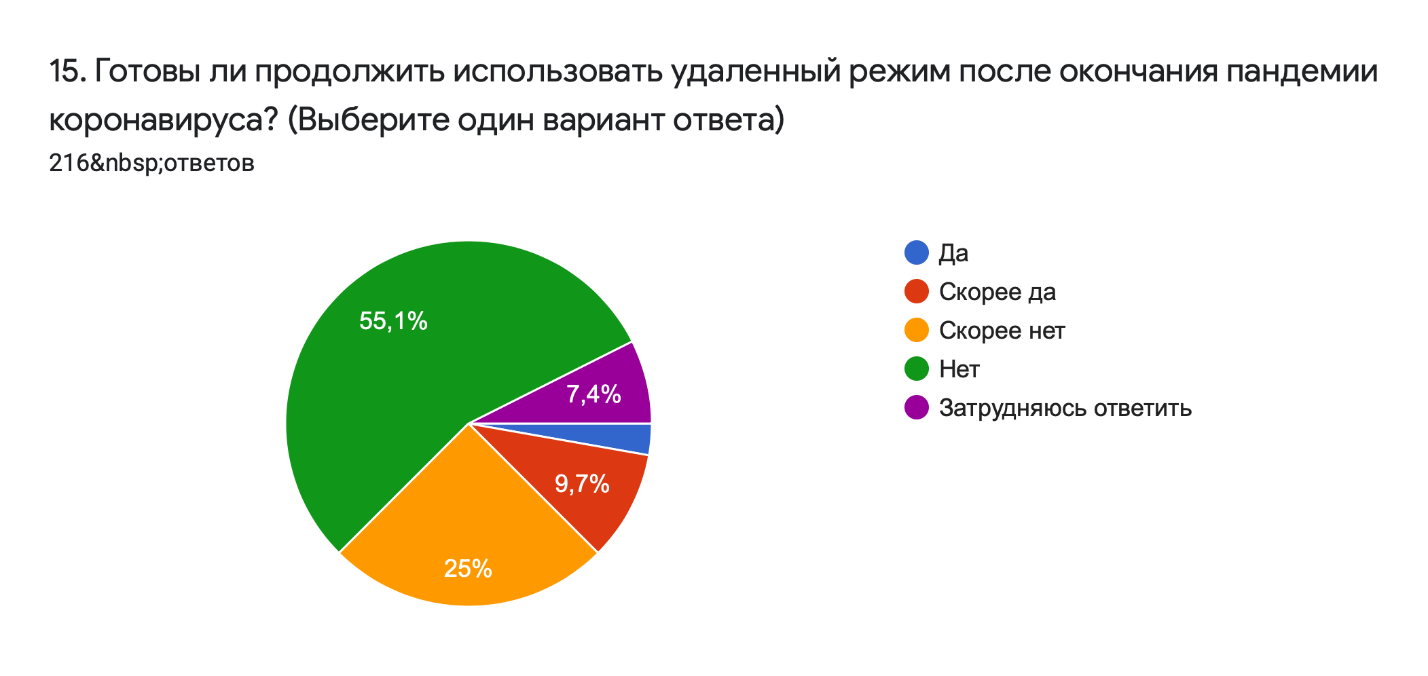 15. Готовы ли продолжить использовать удаленный режим после окончания пандемии
коронавируса? (Выберите один вариант ответа)
216&nbsp;ответов
Да
Скорее да
Скорее нет
Нет
Затрудняюсь ответить
55,1%
7,4%
9,7%
25%